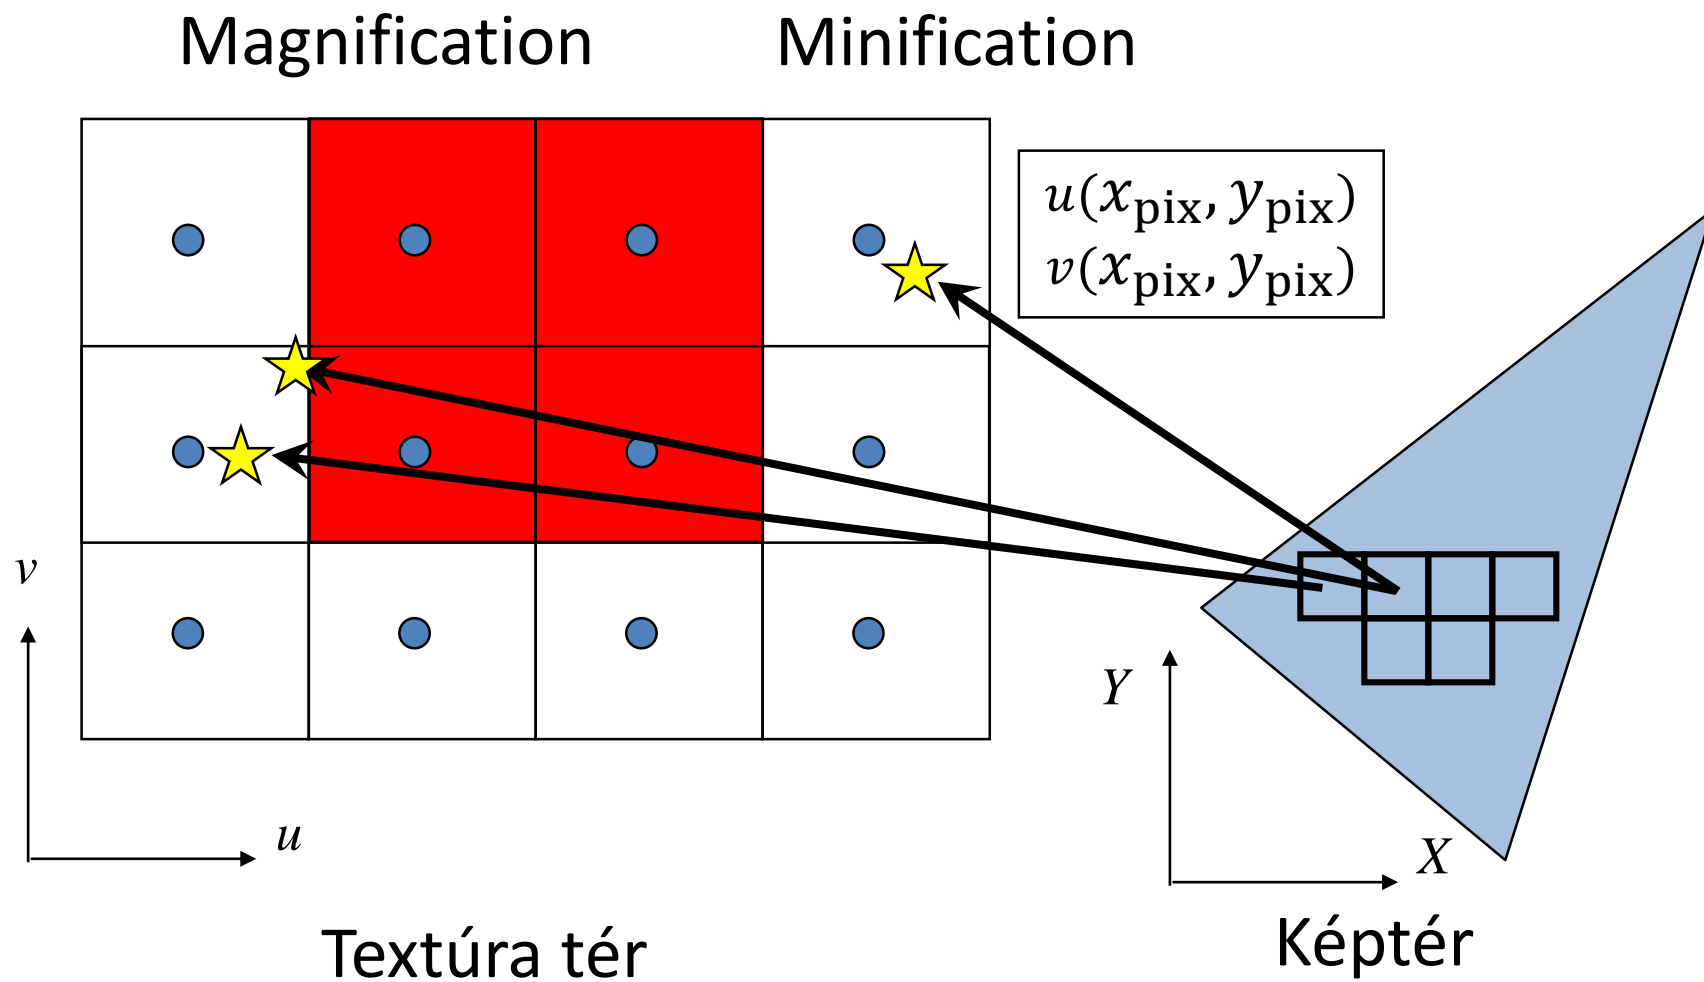 Magnification
Minification
u(x_pix, y_pix)
v(x_pix, y_pix)
v
u
Y
X
Textúra tér
Képtér